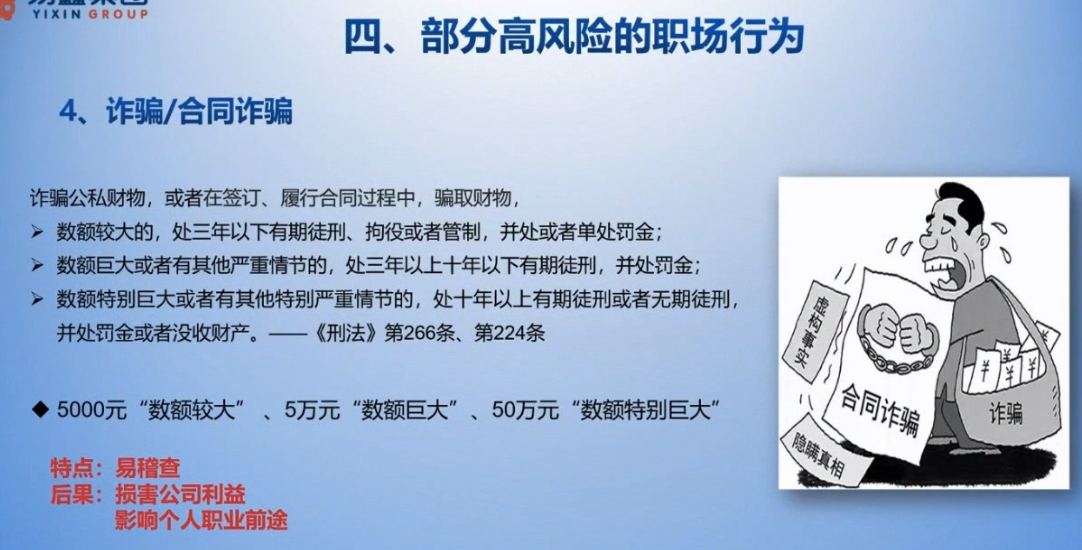 YIXIN GROUP
四、部分高风险的职场行为
4、诈骗/合同诈骗
诈骗公私财物，或者在签订、履行合同过程中，骗取财物，
➢ 数额较大的，处三年以下有期徒刑、拘役或者管制，并处或者单处罚金；
➢ 数额巨大或者有其他严重情节的，处三年以上十年以下有期徒刑，并处罚金；
➢ 数额特别巨大或者有其他特别严重情节的，处十年以上有期徒刑或者无期徒刑，
并处罚金或者没收财产。——《刑法》第266条、第224条
◆ 5000元“数额较大”、5万元“数额巨大”、50万元“数额特别巨大”
特点：易稽查
后果：损害公司利益
影响个人职业前途
虚构事实
合同诈骗
隐瞒真相
¥
¥
¥
¥
诈骗